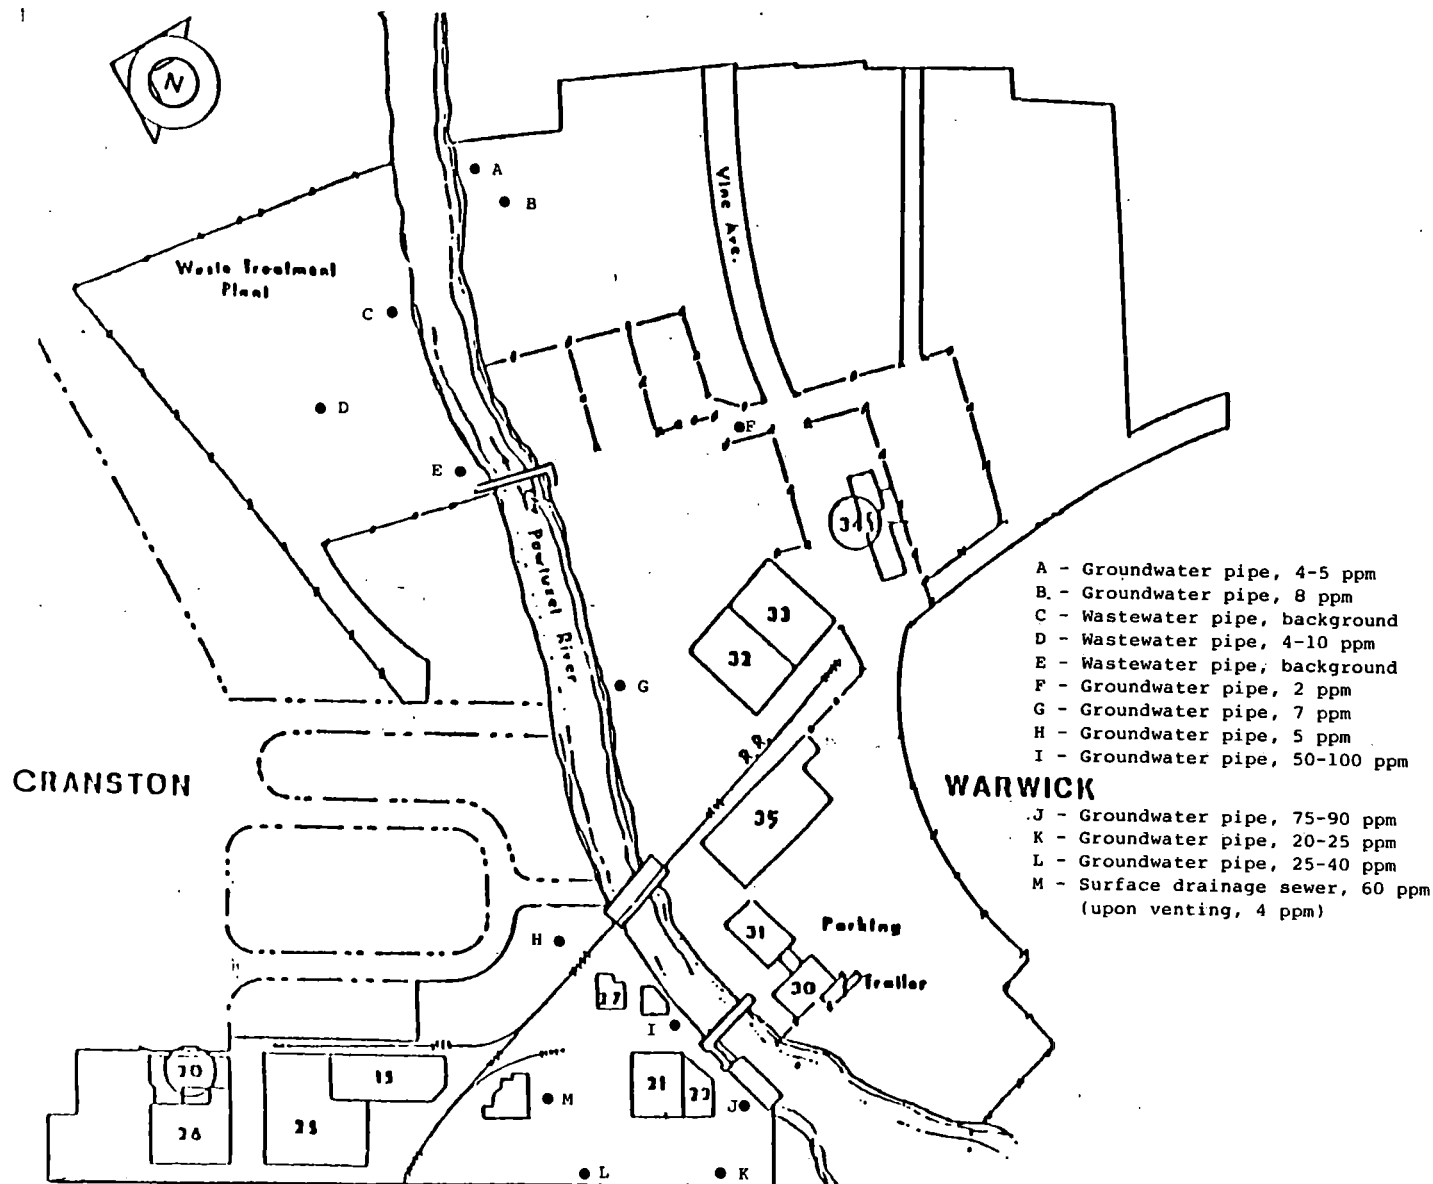 N
A
B
Vine Ave.
Waste Treatment
Plant
C
D
F
E
34
Pawtuxet River
33
32
G
R.R.
CRANSTON
WARWICK
A - Groundwater pipe, 4-5 ppm
B. - Groundwater pipe, 8 ppm
C - Wastewater pipe, background
D - Wastewater pipe, 4-10 ppm
E - Wastewater pipe, background
F - Groundwater pipe, 2 ppm
G - Groundwater pipe, 7 ppm
H - Groundwater pipe, 5 ppm
I - Groundwater pipe, 50-100 ppm
J - Groundwater pipe, 75-90 ppm
K - Groundwater pipe, 20-25 ppm
L - Groundwater pipe, 25-40 ppm
M - Surface drainage sewer, 60 ppm
(upon venting, 4 ppm)
35
31
Parking
H
30
Trailer
27
I
15
21
22
M
J
25
L
K